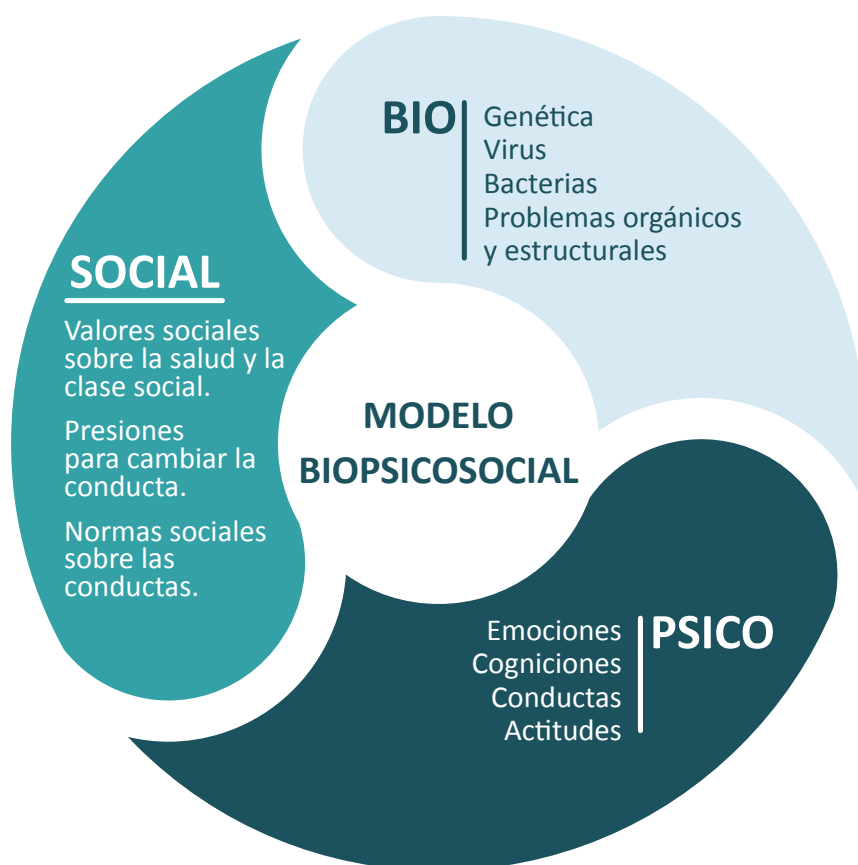 BIO
Genética
Virus
Bacterias
Problemas orgánicos
y estructurales
SOCIAL
Valores sociales
sobre la salud y la
clase social.
Presiones
para cambiar la
conducta.
Normas sociales
sobre las
conductas.
MODELO
BIOPSICOSOCIAL
PSICO
Emociones
Cogniciones
Conductas
Actitudes